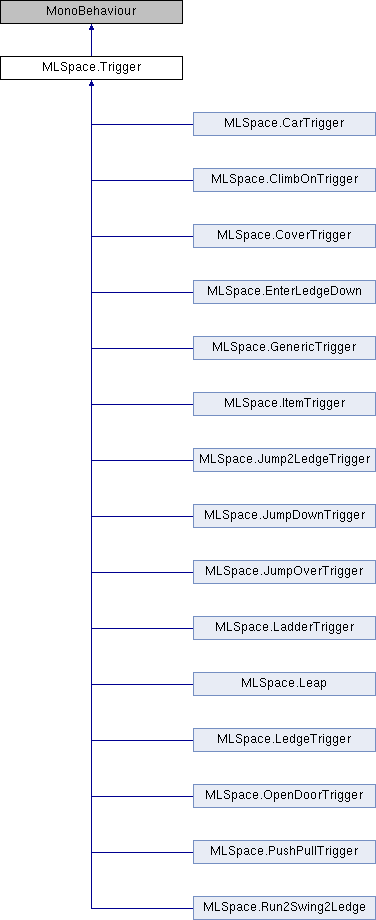 MonoBehaviour
MLSpace.Trigger
MLSpace.CarTrigger
MLSpace.ClimbOnTrigger
MLSpace.CoverTrigger
MLSpace.EnterLedgeDown
MLSpace.GenericTrigger
MLSpace.ItemTrigger
MLSpace.Jump2LedgeTrigger
MLSpace.JumpDownTrigger
MLSpace.JumpOverTrigger
MLSpace.LadderTrigger
MLSpace.Leap
MLSpace.LedgeTrigger
MLSpace.OpenDoorTrigger
MLSpace.PushPullTrigger
MLSpace.Run2Swing2Ledge